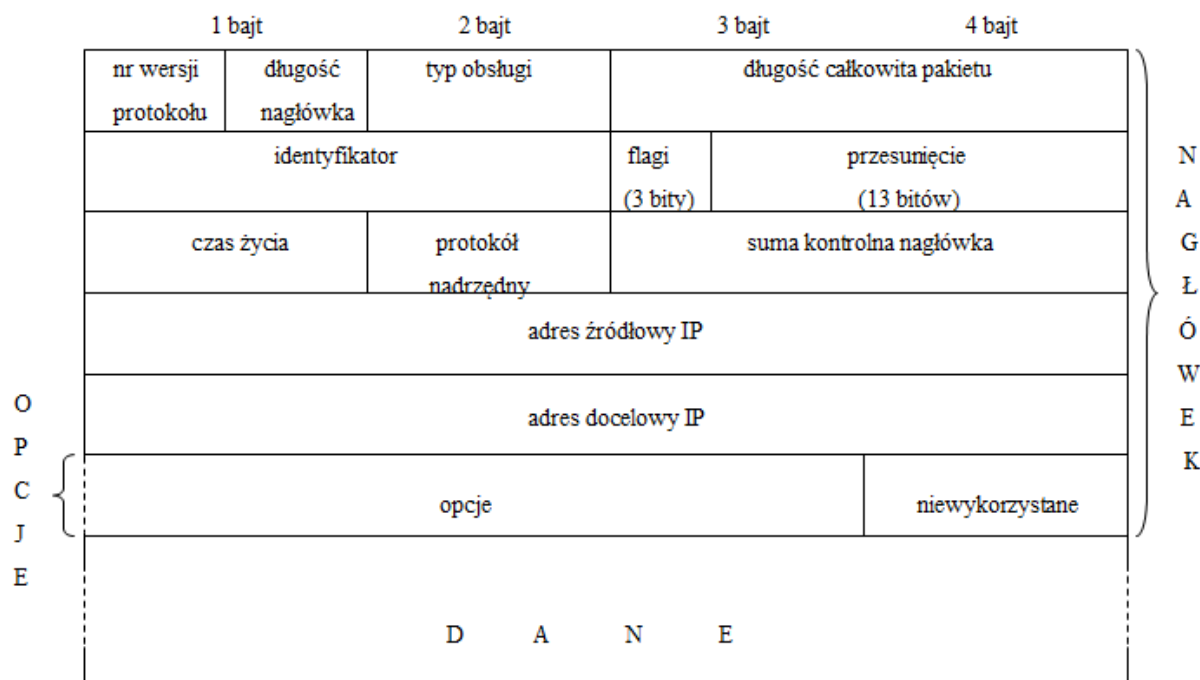 1 bajt 2 bajt 3 bajt 4 bajt
nr wersji protokołu
długość nagłówka
typ obsługi
długość całkowita pakietu
identyfikator
flagi
(3 bity)
przesunięcie
(13 bitów)
czas życia
protokół
nadrzędny
suma kontrolna nagłówka
adres źródłowy IP
adres docelowy IP
opcje
niewykorzystane
D A N E
O P C J E
N A G Ł Ó W E K